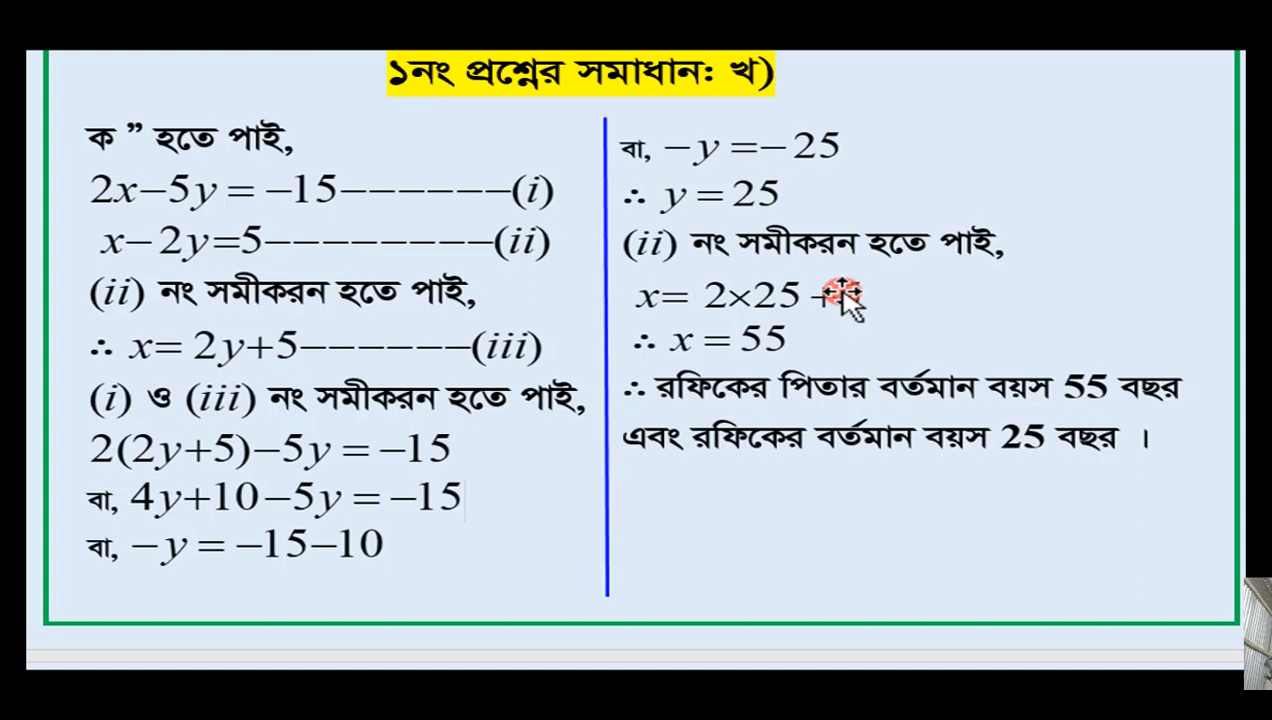 ১নং প্রশ্নের সমাধান: খ)
ক ” হতে পাই,
2x−5y = −15−−−−−−(i)
x−2y=5−−−−−−−−(ii)
(ii) নং সমীকরন হতে পাই,
∴ x= 2y+5−−−−−−(iii)
(i) ও (iii) নং সমীকরন হতে পাই,
2(2y+5)−5y = −15
বা, 4y+10−5y = −15
বা, −y = −15−10
বা, −y =−25
∴ y = 25
(ii) নং সমীকরন হতে পাই,
x= 2×25 +
∴ x = 55
∴ রফিকের পিতার বর্তমান বয়স 55 বছর
এবং রফিকের বর্তমান বয়স 25 বছর ।